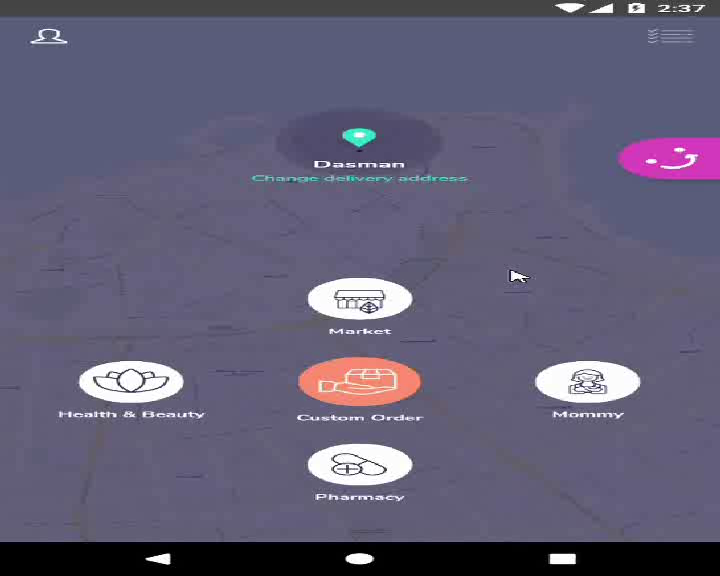 2:37
Dasman
Change delivery address
Market
Health & Beauty
Custom Order
Mommy
Pharmacy